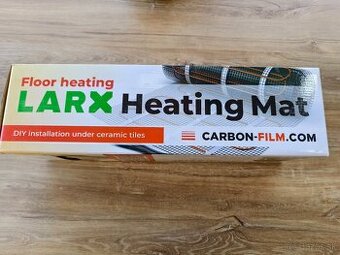 Floor heating
LARX Heating Mat
DIY installation under ceramic tiles
CARBON-FILM.COM